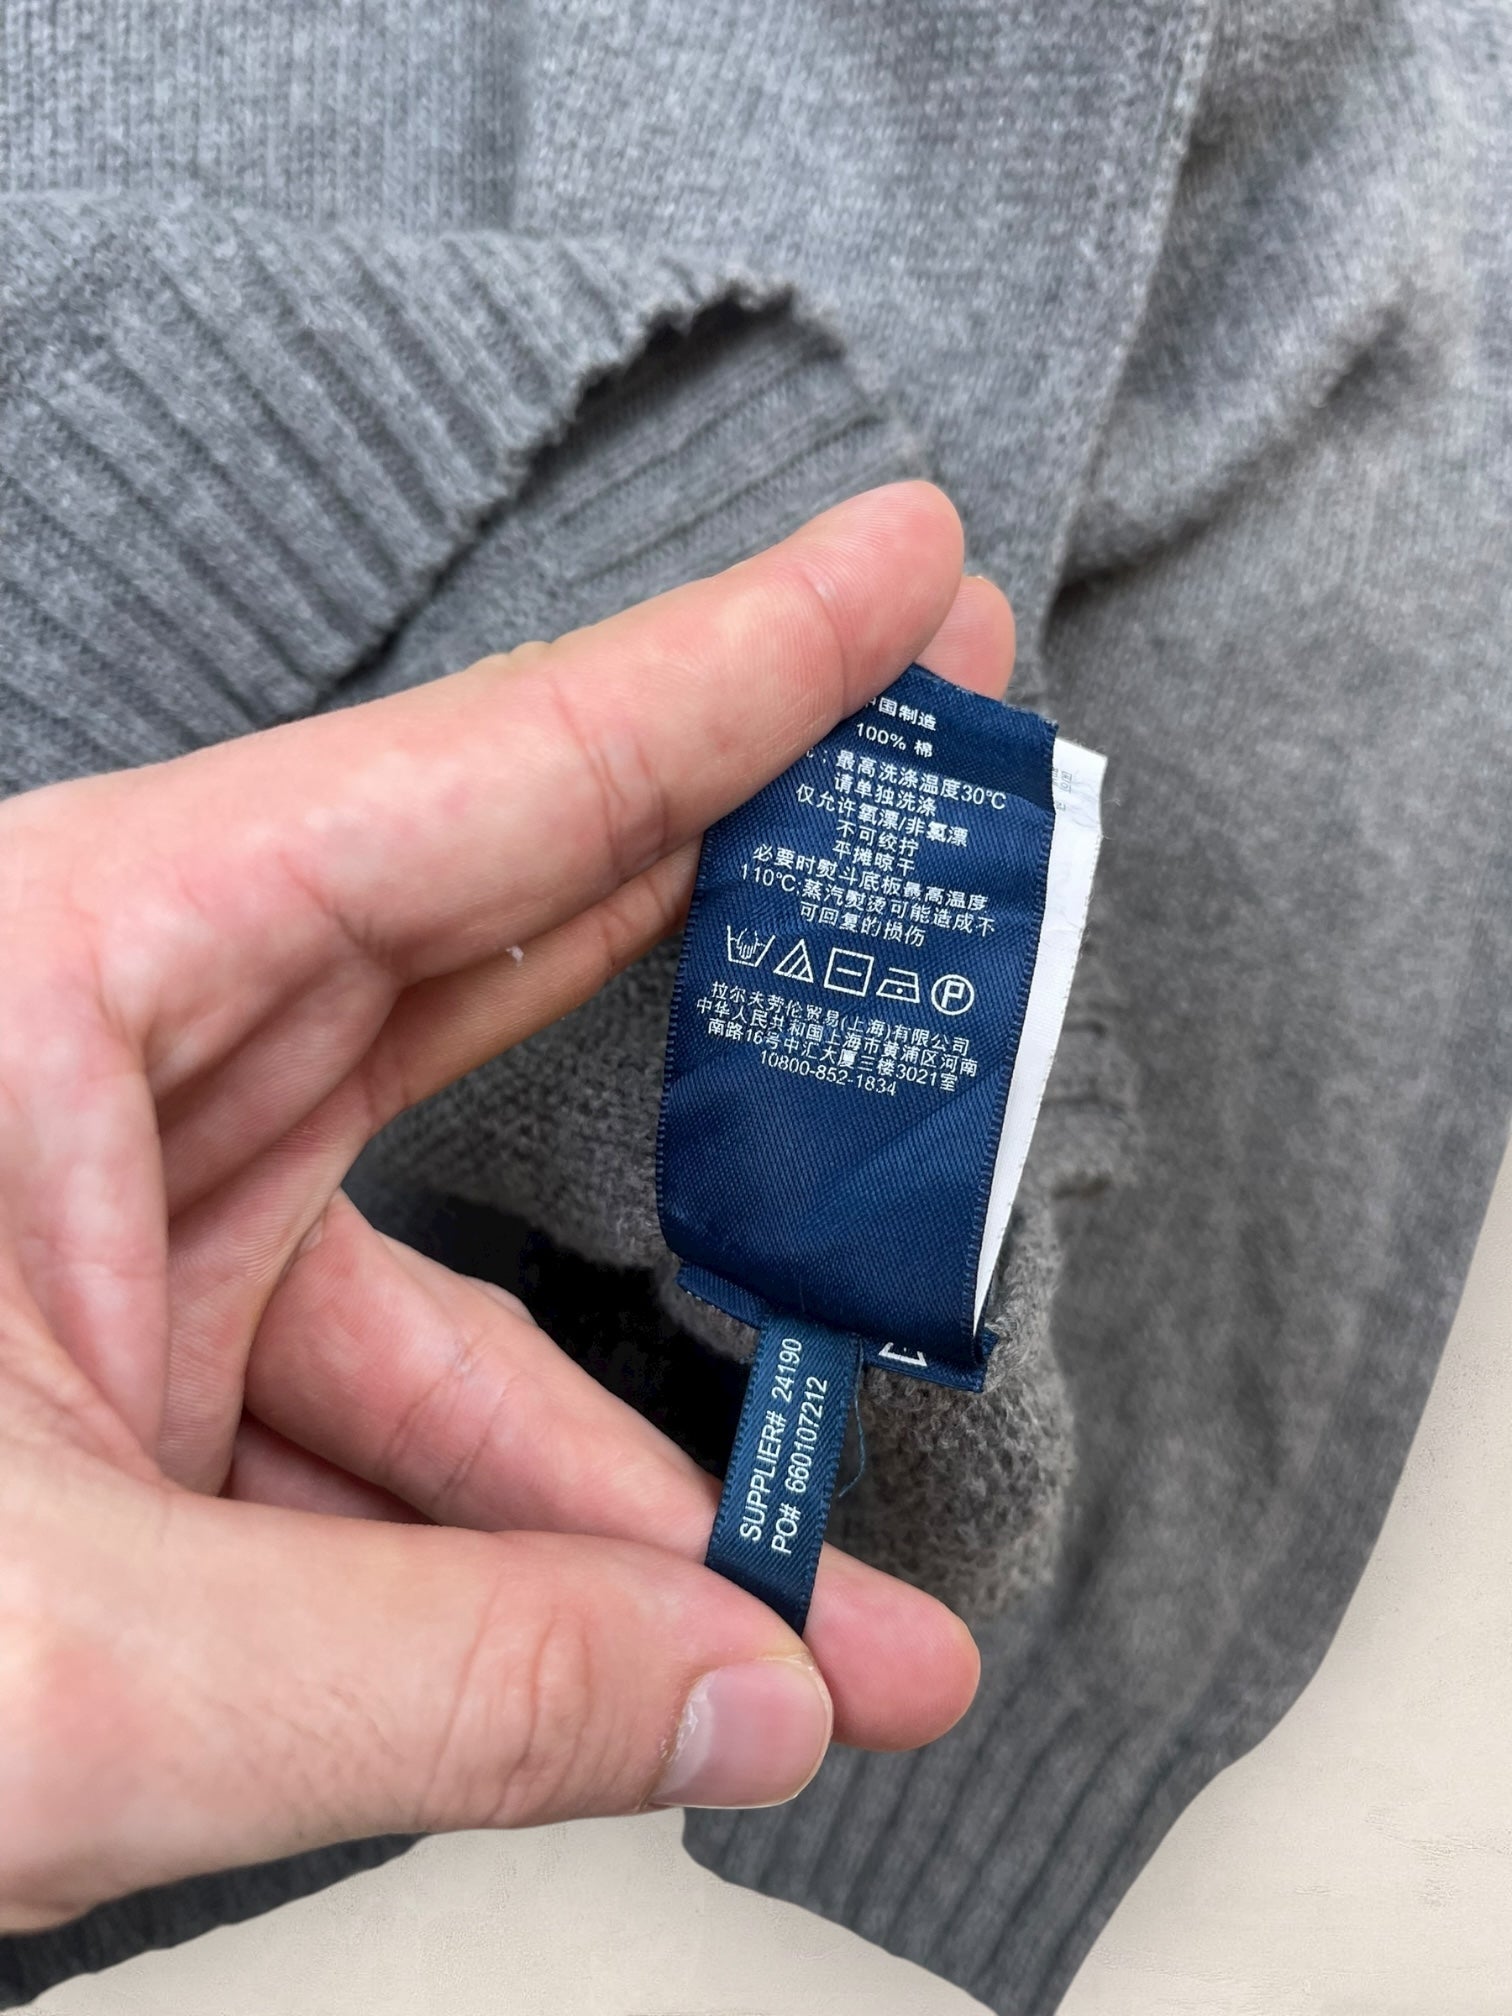 国制造
100% 棉
: 最高洗涤温度30℃
请单独洗涤
仅允许氧漂/非氯漂
不可绞拧
平摊晾干
必要时熨斗底板最高温度
110℃;蒸汽熨烫可能造成不
可回复的损伤
P
拉尔夫劳伦贸易(上海)有限公司
中华人民共和国上海市黄浦区河南
南路16号中汇大厦三楼3021室
10800-852-1834
SUPPLIER# 24190
PO# 660107212